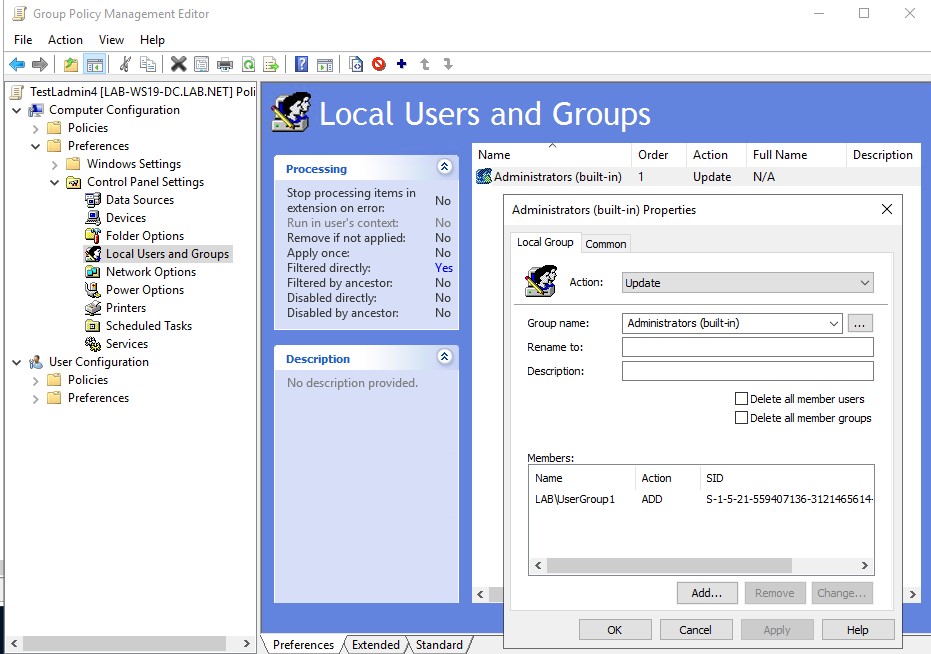 Group Policy Management Editor
File Action View Help
TestLadmin4 [LAB-WS19-DC.LAB.NET] Poli
Computer Configuration
Policies
Preferences
Windows Settings
Control Panel Settings
Data Sources
Devices
Folder Options
Local Users and Groups
Network Options
Power Options
Printers
Scheduled Tasks
Services
User Configuration
Policies
Preferences
Local Users and Groups
Processing
Stop processing items in
extension on error: No
Run in user's context: No
Remove if not applied: No
Apply once: No
Filtered directly: Yes
Filtered by ancestor: No
Disabled directly: No
Disabled by ancestor: No
Description
No description provided.
Name Order Action Full Name Description
Administrators (built-in) 1 Update N/A
Administrators (built-in) Properties
Local Group Common
Action: Update
Group name: Administrators (built-in) ...
Rename to:
Description:
Delete all member users
Delete all member groups
Members:
Name Action SID
LAB\UserGroup1 ADD S-1-5-21-559407136-3121465614-
Add... Remove Change...
OK Cancel Apply Help
Preferences Extended Standard